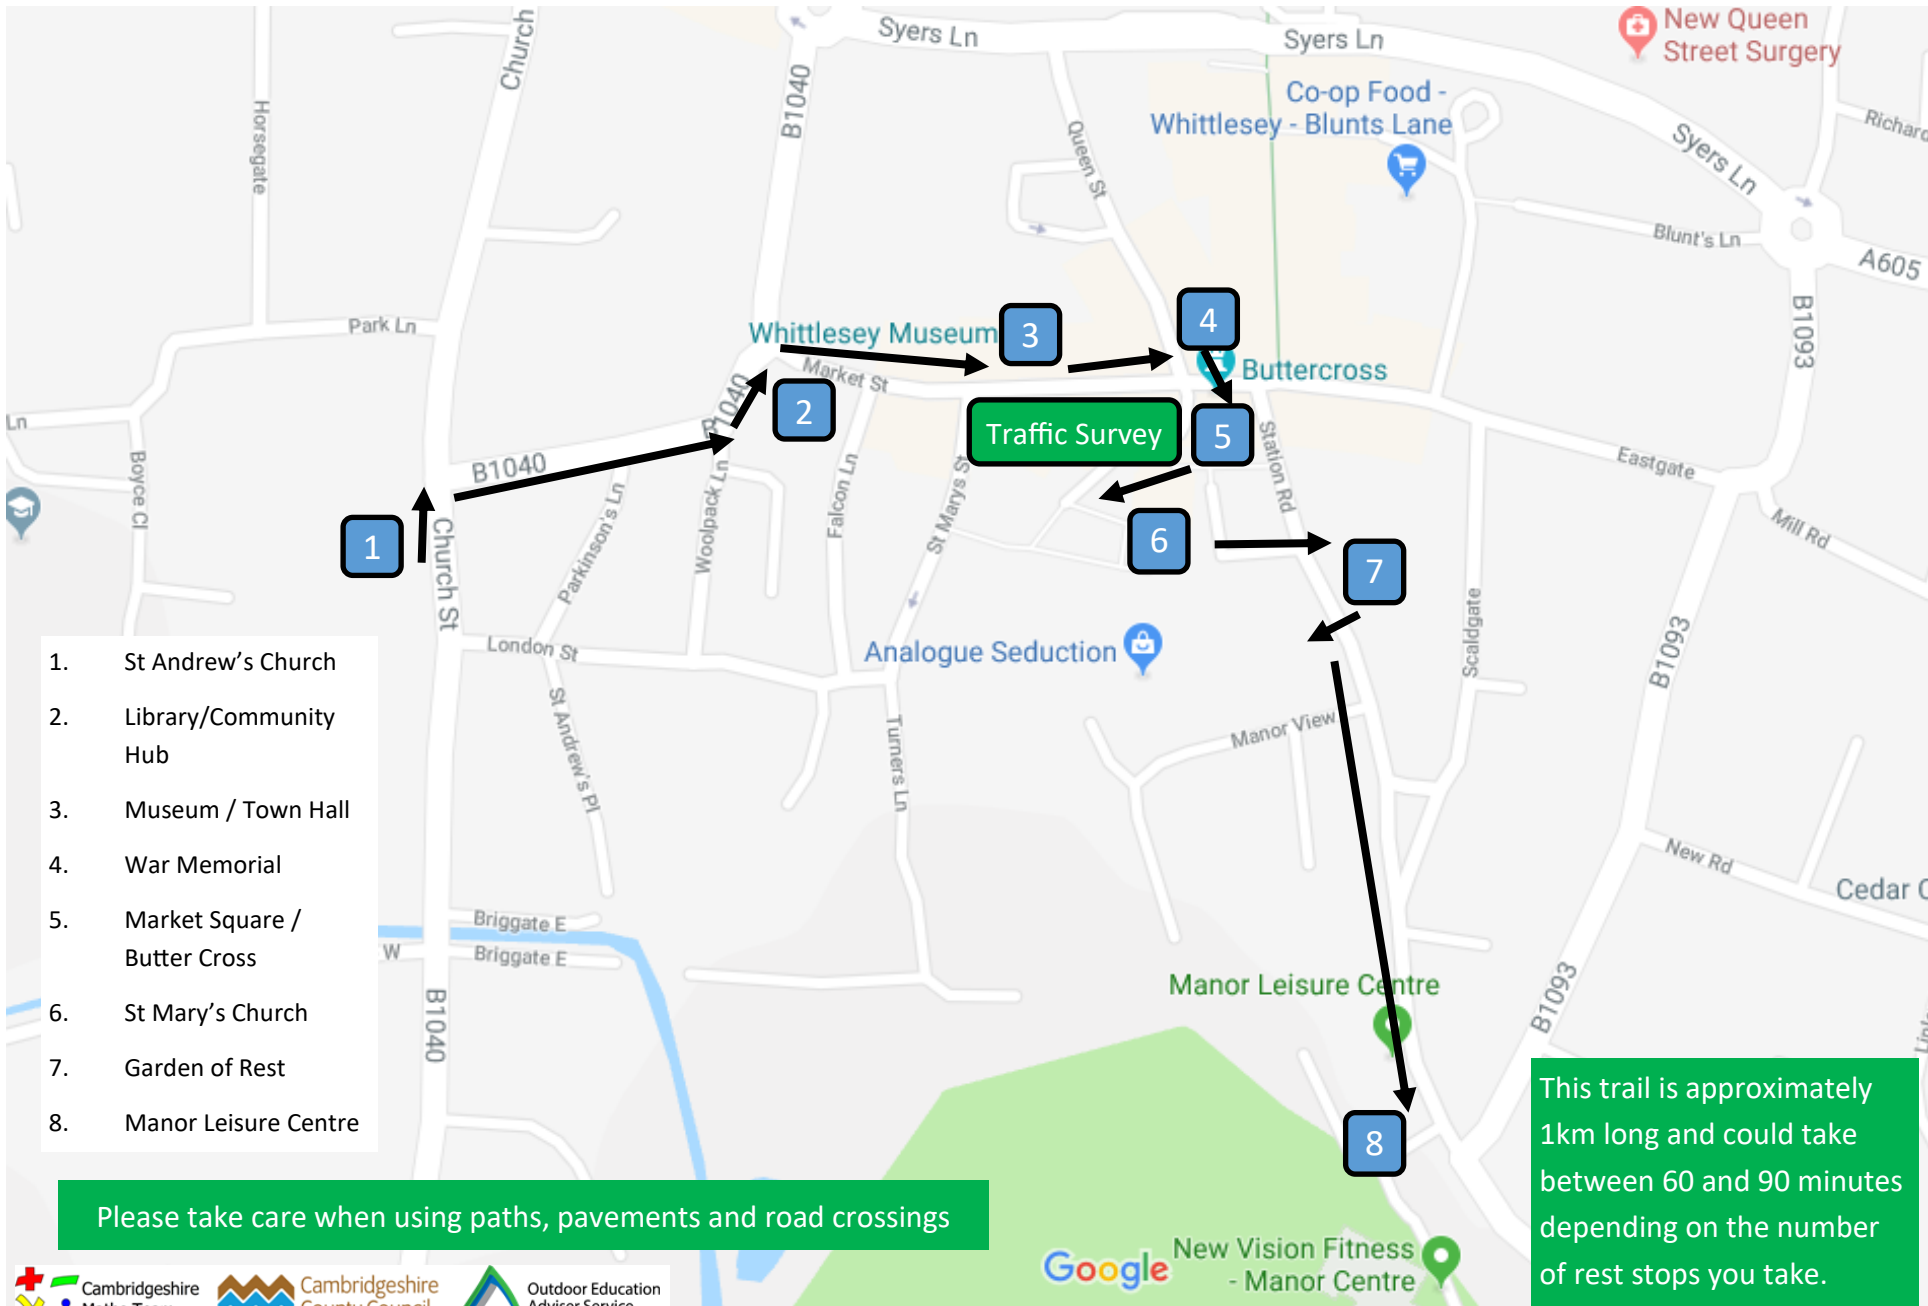 Church
Syers Ln
Syers Ln
New Queen
Street Surgery
B1040
Horsegate
Queen St
Co-op Food -
Whittlesey - Blunts Lane
Syers Ln
Blunt's Ln
A605
B1093
Park Ln
Whittlesey Museum
3
4
Market St
Buttercross
Ln
Boyce Cl
B1040
2
B1040
Traffic Survey
5
Station Rd
Eastgate
Mill Rd
1
Church St
Parkinson's Ln
Woolpack Ln
Falcon Ln
St Marys St
6
7
Scaldgate
B1093
London St
Analogue Seduction
St Andrew's Pl
Turners Ln
Manor View
New Rd
Cedar
1. St Andrew's Church
2. Library/Community
Hub
3. Museum / Town Hall
4. War Memorial
5. Market Square /
Butter Cross
6. St Mary's Church
7. Garden of Rest
8. Manor Leisure Centre
Briggate E
W
Briggate E
B1040
Manor Leisure Centre
B1093
8
This trail is approximately
1km long and could take
between 60 and 90 minutes
depending on the number
of rest stops you take.
Please take care when using paths, pavements and road crossings
Google
New Vision Fitness
- Manor Centre
Cambridgeshire
Maths Team
Cambridgeshire
County Council
Outdoor Education
Adviser Service